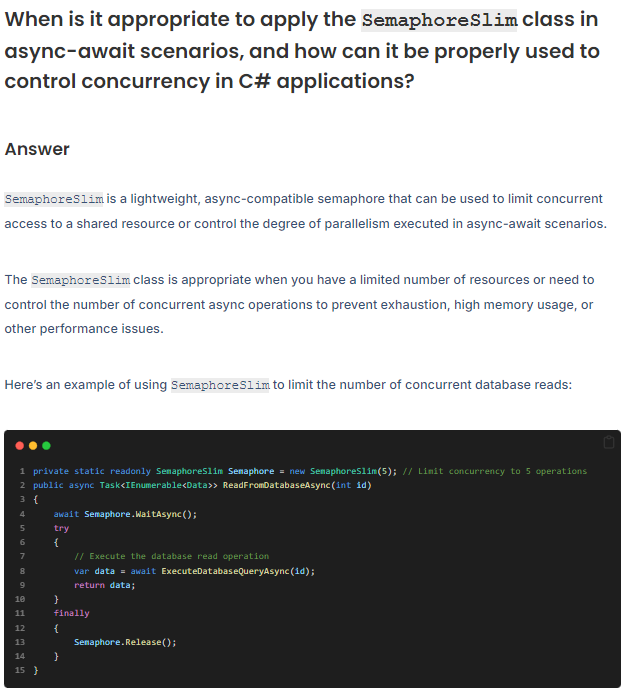 When is it appropriate to apply the SemaphoreSlim class in
async-await scenarios, and how can it be properly used to
control concurrency in C# applications?
Answer
SemaphoreSlim is a lightweight, async-compatible semaphore that can be used to limit concurrent
access to a shared resource or control the degree of parallelism executed in async-await scenarios.
The SemaphoreSlim class is appropriate when you have a limited number of resources or need to
control the number of concurrent async operations to prevent exhaustion, high memory usage, or
other performance issues.
Here's an example of using SemaphoreSlim to limit the number of concurrent database reads:
1 private static readonly SemaphoreSlim Semaphore = new SemaphoreSlim(5); // Limit concurrency to 5 operations
2 public async Task<IEnumerable<Data>> ReadFromDatabaseAsync(int id)
3 {
4     await Semaphore.WaitAsync();
5     try
6     {
7         // Execute the database read operation
8         var data = await ExecuteDatabaseQueryAsync(id);
9         return data;
10     }
11     finally
12     {
13         Semaphore.Release();
14     }
15 }